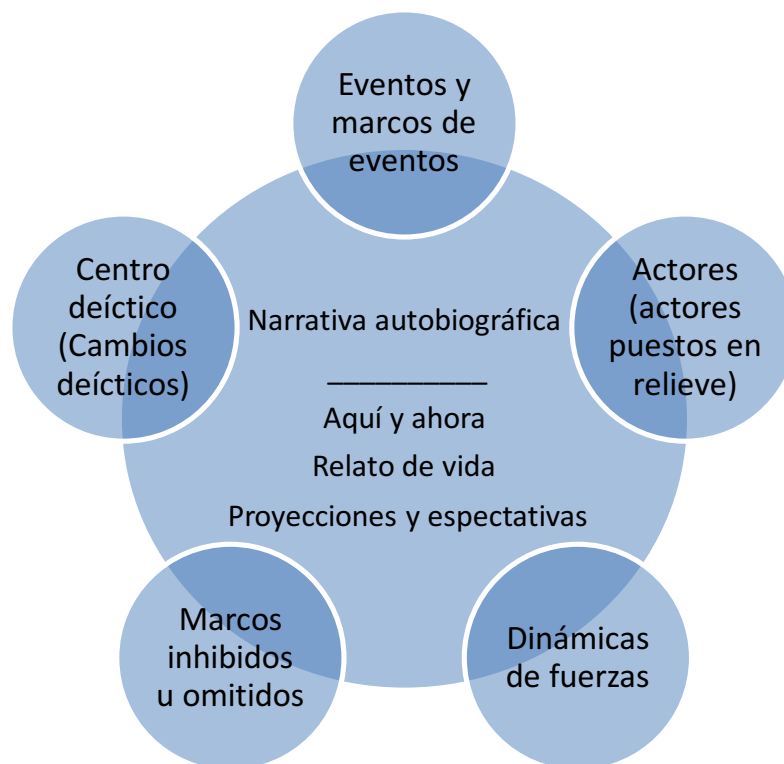 Eventos y
marcos de
eventos
Centro
deíctico
(Cambios
deícticos)
Narrativa autobiográfica
___________
Aquí y ahora
Relato de vida
Proyecciones y espectativas
Actores
(actores
puestos en
relieve)
Marcos
inhibidos
u omitidos
Dinámicas
de fuerzas